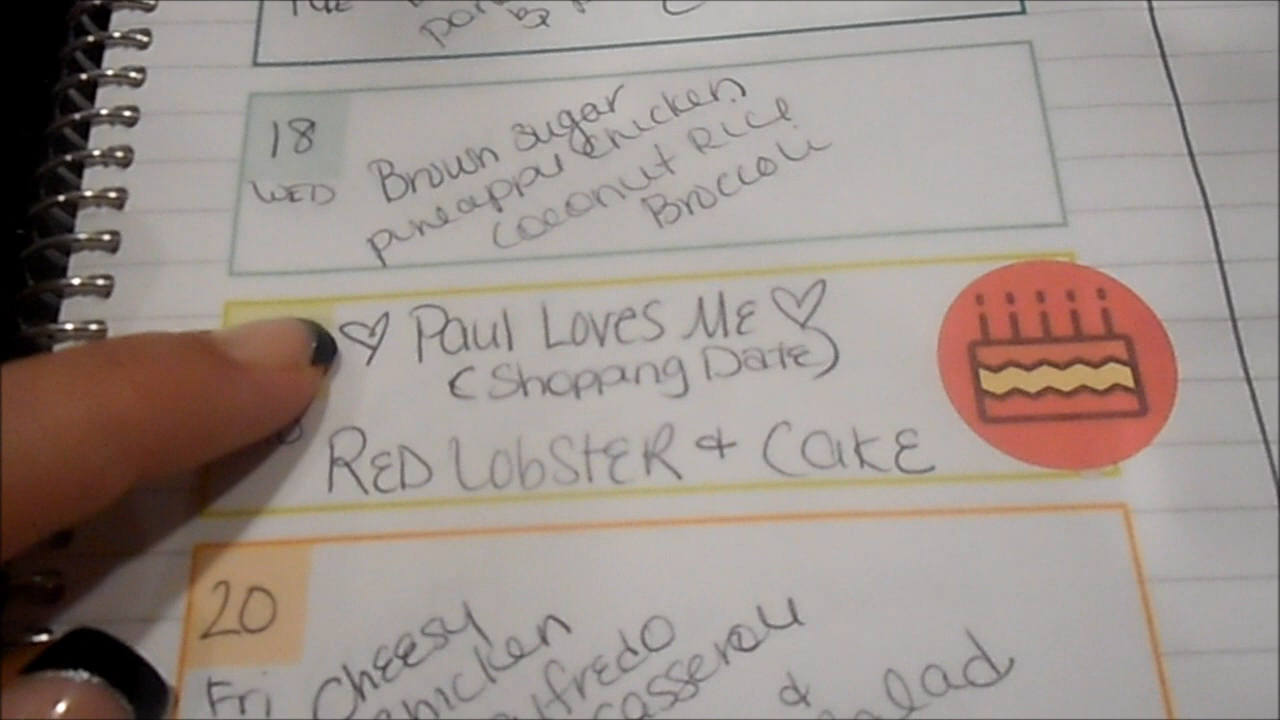 TUE
18
WED
Brown sugar
pineapple chicken
coconut Rice
Broccoli
♡ Paul Loves Me ♡
(Shopping Date)
RED LOBSTER + CAKE
20
Fri
Cheesy
chicken
alfredo
casserole
&
salad